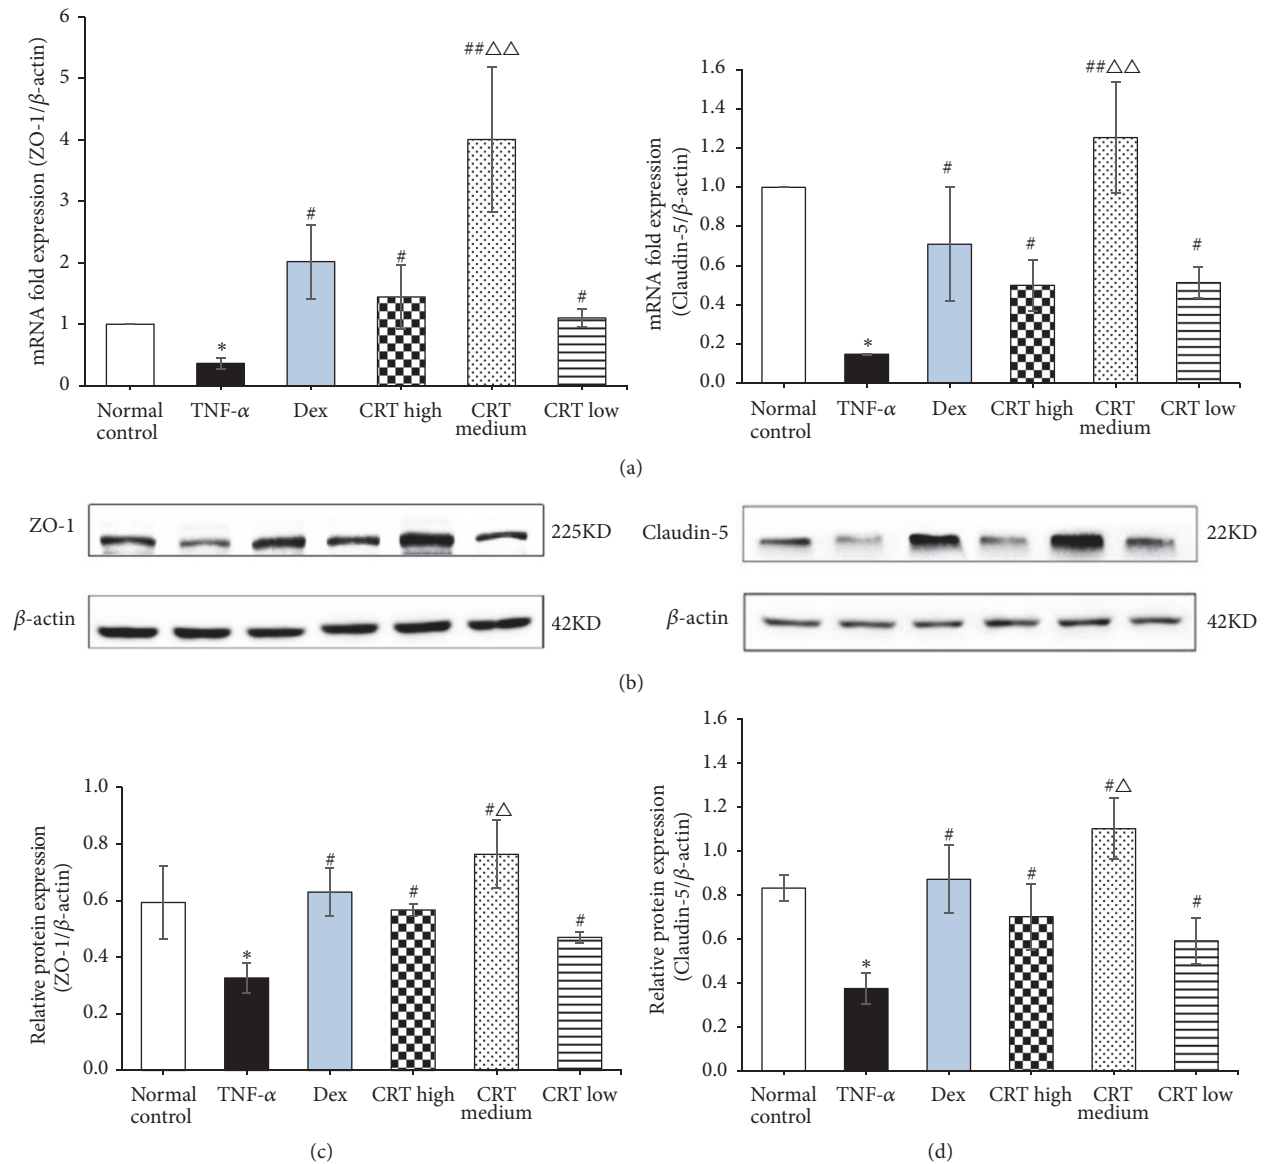 mRNA fold expression (ZO-1/β-actin)
6
5
4
3
2
1
0
##△△
#
#
#
*
Normal
control
TNF-α
Dex
CRT high
CRT
medium
CRT low
mRNA fold expression
(Claudin-5/β-actin)
1.6
1.4
1.2
1.0
0.8
0.6
0.4
0.2
0.0
##△△
#
#
#
*
Normal
control
TNF-α
Dex
CRT high
CRT
medium
CRT low
(a)
ZO-1
225KD
β-actin
42KD
Claudin-5
22KD
β-actin
42KD
(b)
Relative protein expression
(ZO-1/β-actin)
1.0
0.8
0.6
0.4
0.2
0.0
#△
#
#
#
*
Normal
control
TNF-α
Dex
CRT high
CRT
medium
CRT low
(c)
Relative protein expression
(Claudin-5/β-actin)
1.6
1.4
1.2
1.0
0.8
0.6
0.4
0.2
0.0
#△
#
#
#
*
Normal
control
TNF-α
Dex
CRT high
CRT
medium
CRT low
(d)